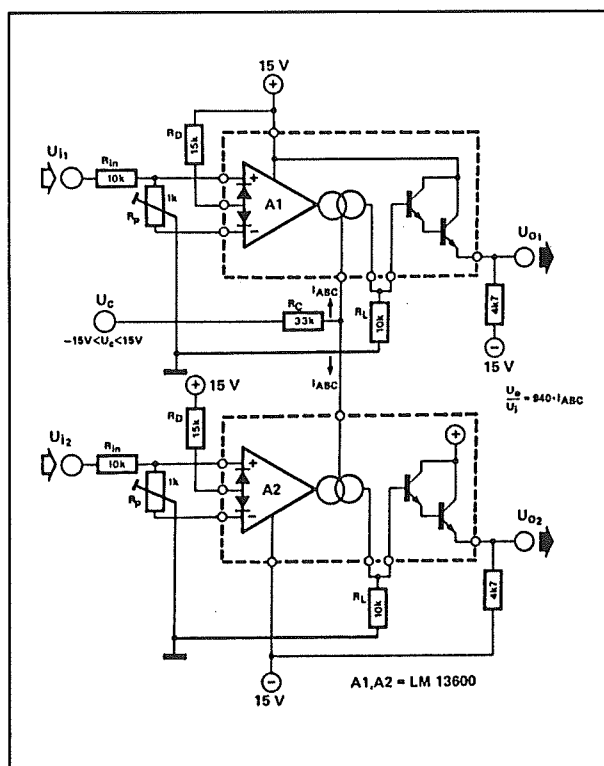 15 V
+
RD
15k
Ui1
Rin
10k
1k
Rp
+
−
A1
Uo1
4k7
−
15 V
UC
−15V<Uc<15V
RC
33k
IABC
RL
10k
IABC
Uo/Ui = 940·IABC
+ 15 V
RD
15k
+
Ui2
Rin
10k
1k
Rp
+
−
A2
Uo2
4k7
RL
10k
−
15 V
A1,A2 = LM 13600